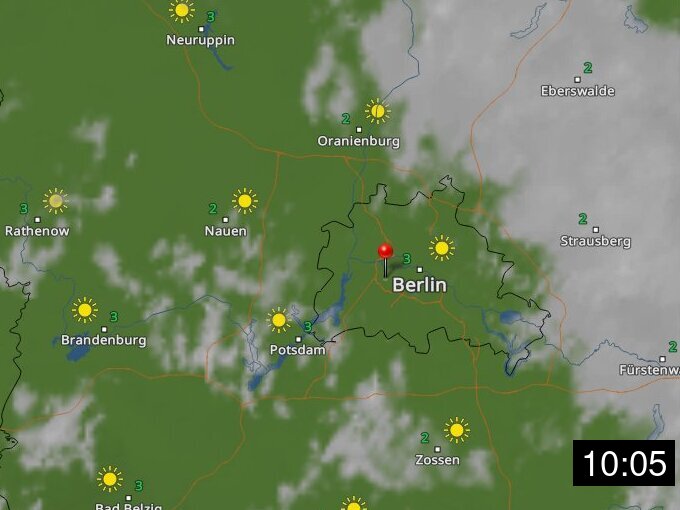 3
Neuruppin
2
Eberswalde
2
Oranienburg
3
Rathenow
2
Nauen
2
Strausberg
3
Berlin
3
Brandenburg
3
Potsdam
2
Fürstenwa
2
Zossen
10:05
3
Bad Belzig